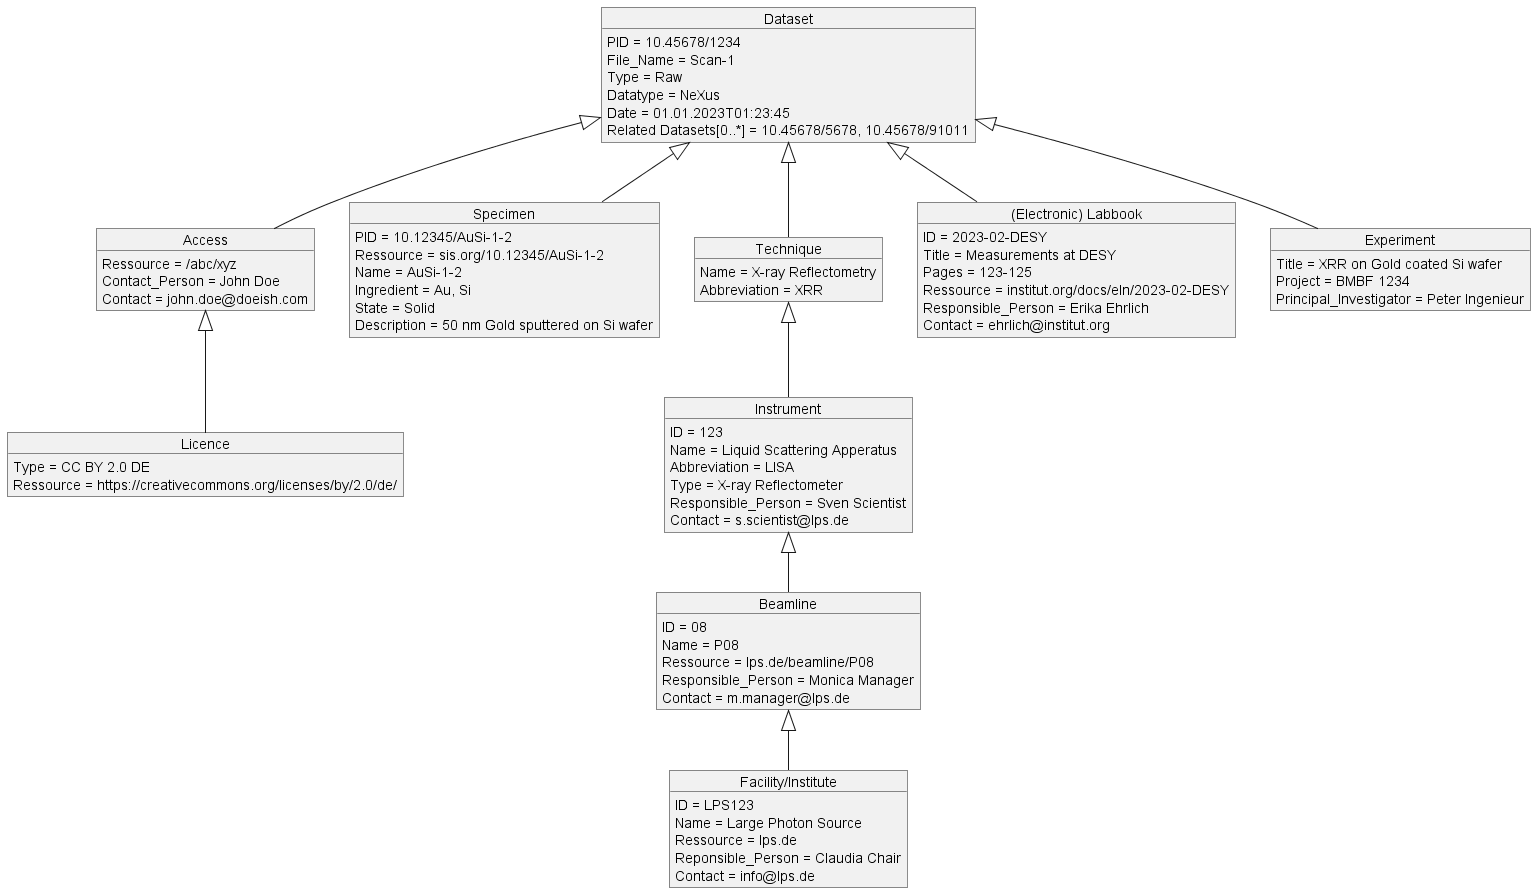 Dataset
PID = 10.45678/1234
File_Name = Scan-1
Type = Raw
Datatype = NeXus
Date = 01.01.2023T01:23:45
Related Datasets[0..*] = 10.45678/5678, 10.45678/91011
Access
Ressource = /abc/xyz
Contact_Person = John Doe
Contact = john.doe@doeish.com
Specimen
PID = 10.12345/AuSi-1-2
Ressource = sis.org/10.12345/AuSi-1-2
Name = AuSi-1-2
Ingredient = Au, Si
State = Solid
Description = 50 nm Gold sputtered on Si wafer
Technique
Name = X-ray Reflectometry
Abbreviation = XRR
(Electronic) Labbook
ID = 2023-02-DESY
Title = Measurements at DESY
Pages = 123-125
Ressource = institut.org/docs/eln/2023-02-DESY
Responsible_Person = Erika Ehrlich
Contact = ehrlich@institut.org
Experiment
Title = XRR on Gold coated Si wafer
Project = BMBF 1234
Principal_Investigator = Peter Ingenieur
Licence
Type = CC BY 2.0 DE
Ressource = https://creativecommons.org/licenses/by/2.0/de/
Instrument
ID = 123
Name = Liquid Scattering Apperatus
Abbreviation = LISA
Type = X-ray Reflectometer
Responsible_Person = Sven Scientist
Contact = s.scientist@lps.de
Beamline
ID = 08
Name = P08
Ressource = lps.de/beamline/P08
Responsible_Person = Monica Manager
Contact = m.manager@lps.de
Facility/Institute
ID = LPS123
Name = Large Photon Source
Ressource = lps.de
Reponsible_Person = Claudia Chair
Contact = info@lps.de